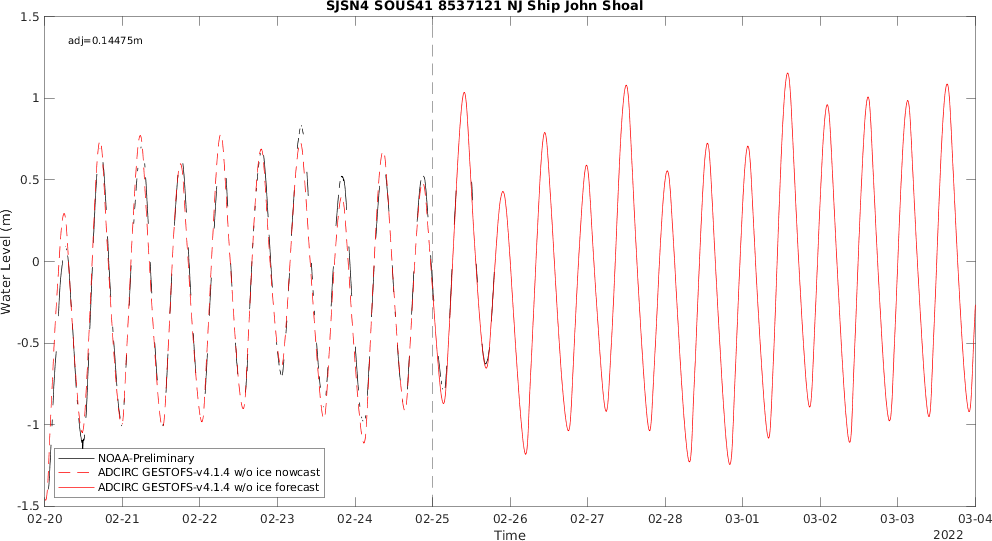 SJSN4 SOUS41 8537121 NJ Ship John Shoal
adj=0.14475m
1.5
1
0.5
0
-0.5
-1
-1.5
Water Level (m)
NOAA-Preliminary
ADCIRC GESTOFS-v4.1.4 w/o ice nowcast
ADCIRC GESTOFS-v4.1.4 w/o ice forecast
02-20 02-21 02-22 02-23 02-24 02-25 02-26 02-27 02-28 03-01 03-02 03-03 03-04
Time
2022